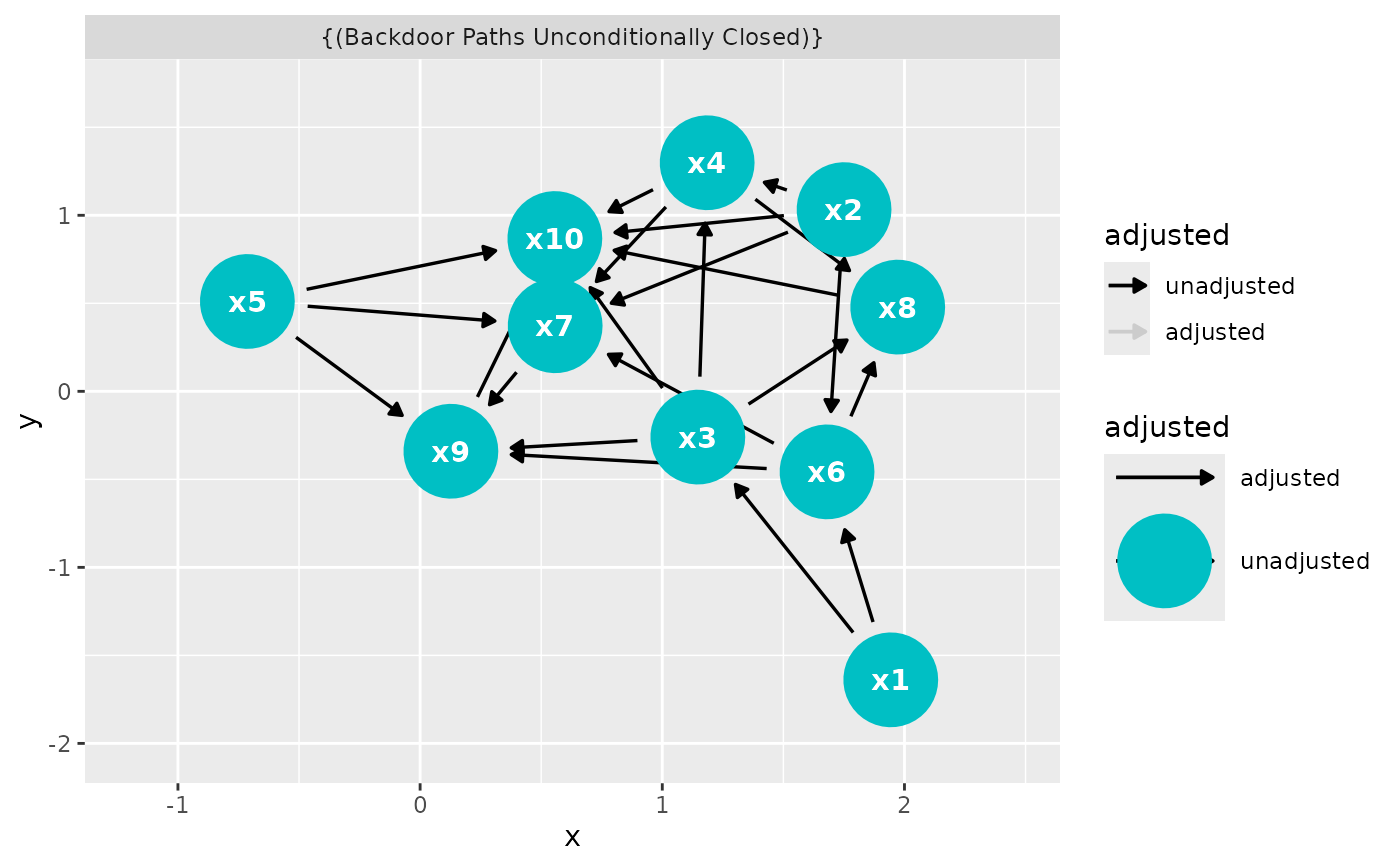 {(Backdoor Paths Unconditionally Closed)}
x4
x2
x10
x5
x8
x7
x3
x9
x6
x1
1
0
-1
-2
y
-1
0
1
2
x
adjusted
unadjusted
adjusted
adjusted
adjusted
unadjusted